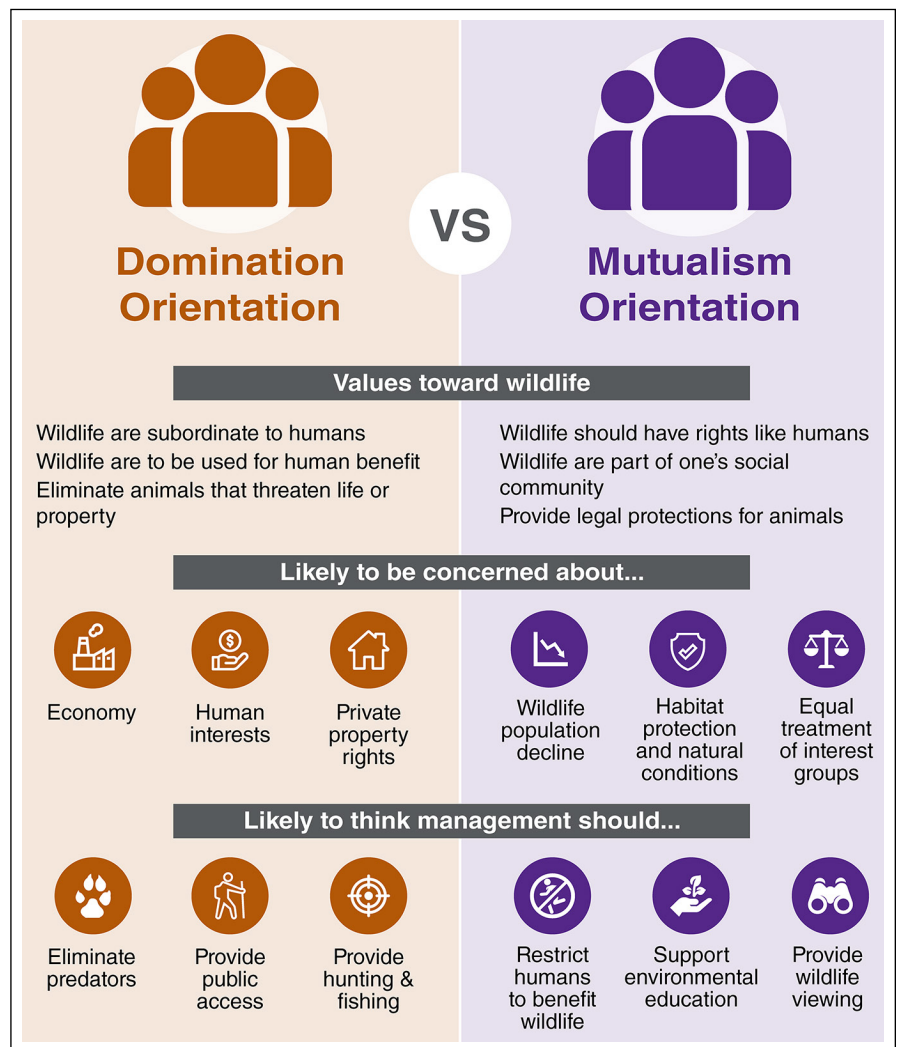 VS
Domination
Orientation
Mutualism
Orientation
Values toward wildlife
Wildlife are subordinate to humans
Wildlife are to be used for human benefit
Eliminate animals that threaten life or
property
Wildlife should have rights like humans
Wildlife are part of one’s social
community
Provide legal protections for animals
Likely to be concerned about...
Economy
Human
interests
Private
property
rights
Wildlife
population
decline
Habitat
protection
and natural
conditions
Equal
treatment
of interest
groups
Likely to think management should...
Eliminate
predators
Provide
public
access
Provide
hunting &
fishing
Restrict
humans
to benefit
wildlife
Support
environmental
education
Provide
wildlife
viewing